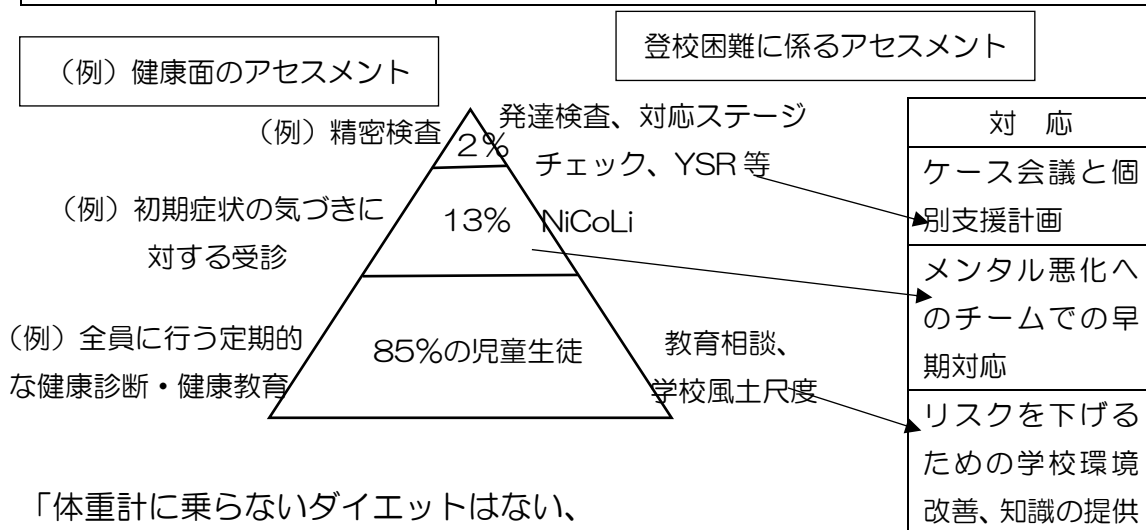 登校困難に係るアセスメント
（例）健康面のアセスメント
（例）精密検査
2%
発達検査、対応ステージ
チェック、YSR 等
（例）初期症状の気づきに
対する受診
13%
NiCoLi
（例）全員に行う定期的
な健康診断・健康教育
85%の児童生徒
教育相談、
学校風土尺度
対 応
ケース会議と個
別支援計画
メンタル悪化へ
のチームでの早
期対応
リスクを下げる
ための学校環境
改善、知識の提供
「体重計に乗らないダイエットはない、